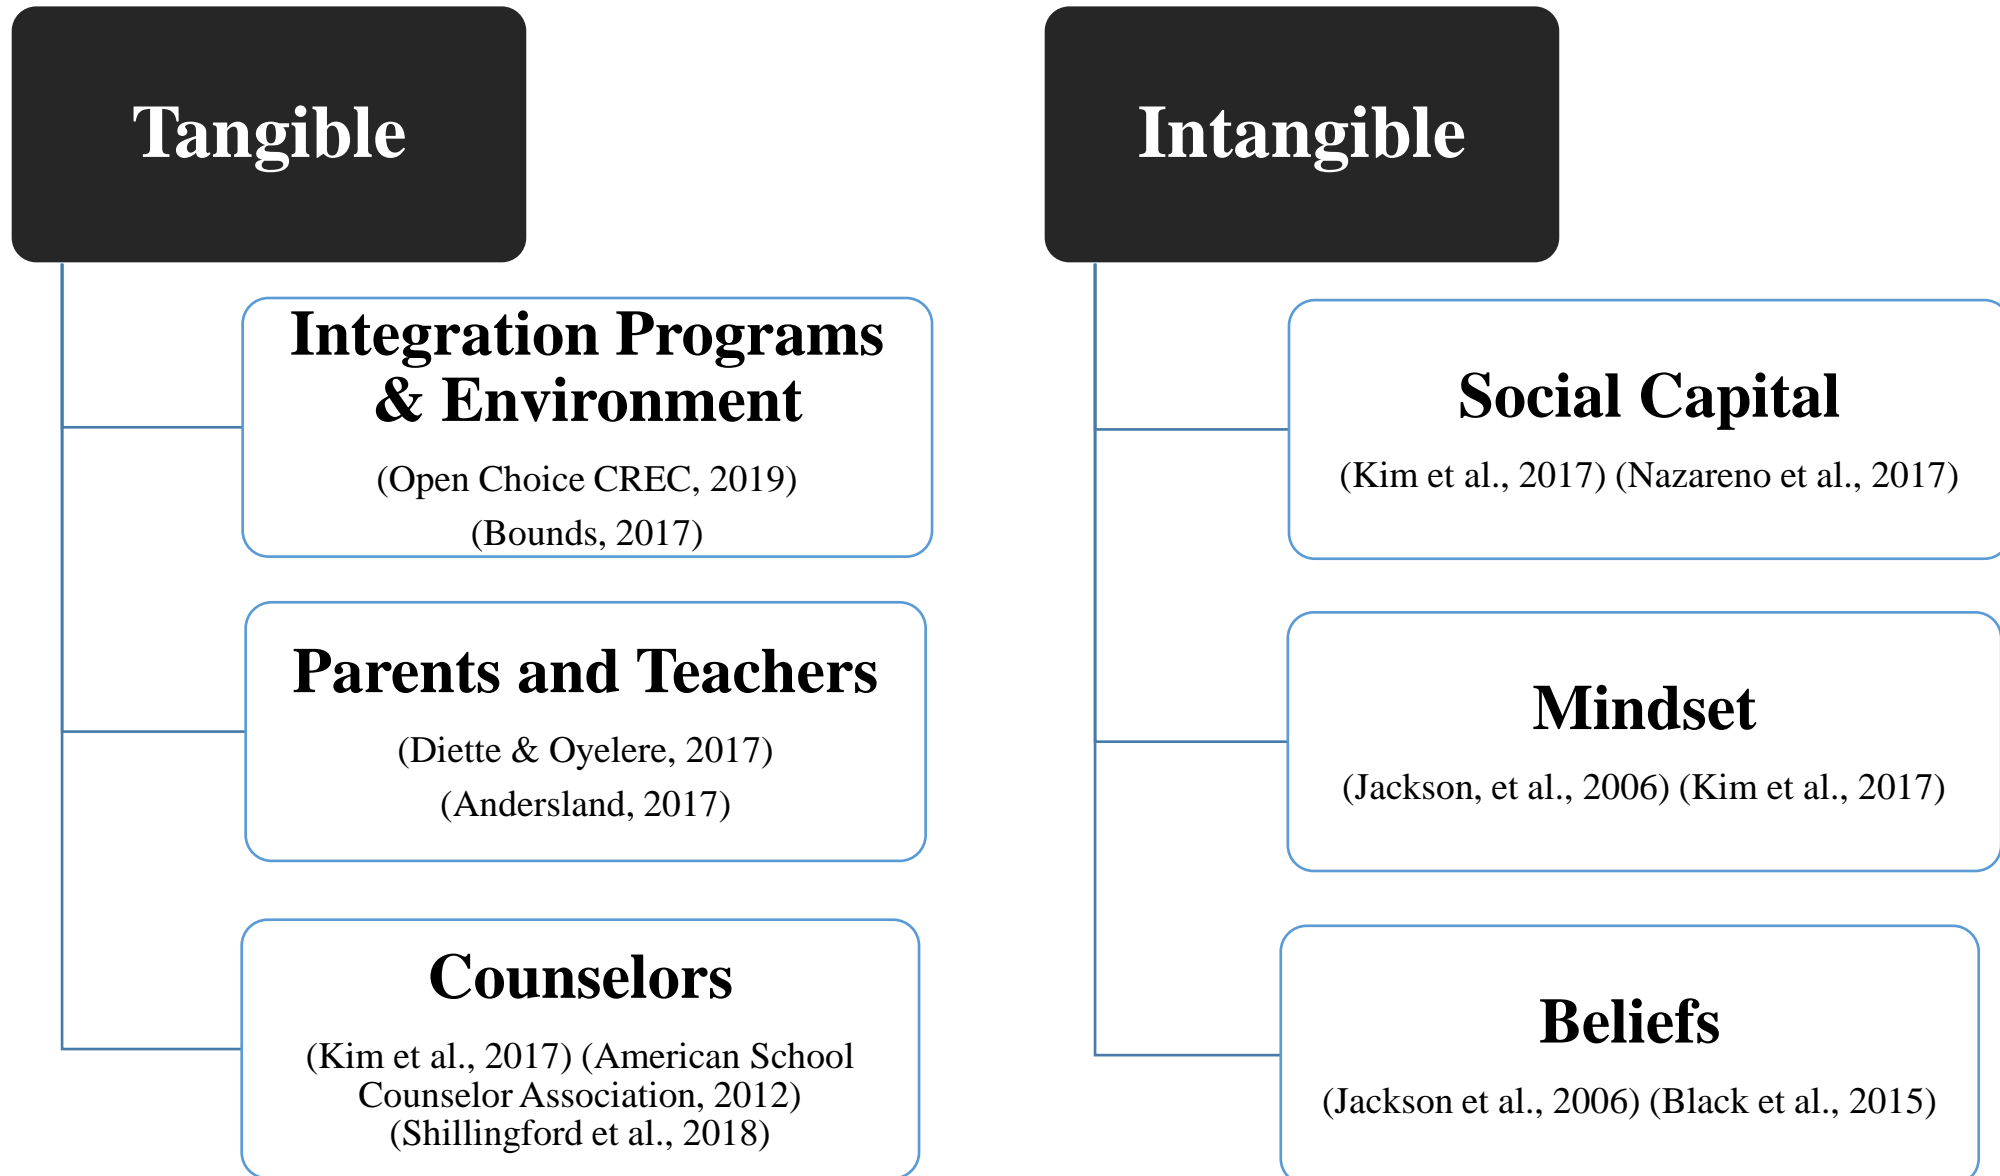 Tangible
Integration Programs
& Environment
(Open Choice CREC, 2019)
(Bounds, 2017)
Parents and Teachers
(Diette & Oyelere, 2017)
(Andersland, 2017)
Counselors
(Kim et al., 2017) (American School
Counselor Association, 2012)
(Shillingford et al., 2018)
Intangible
Social Capital
(Kim et al., 2017) (Nazareno et al., 2017)
Mindset
(Jackson, et al., 2006) (Kim et al., 2017)
Beliefs
(Jackson et al., 2006) (Black et al., 2015)